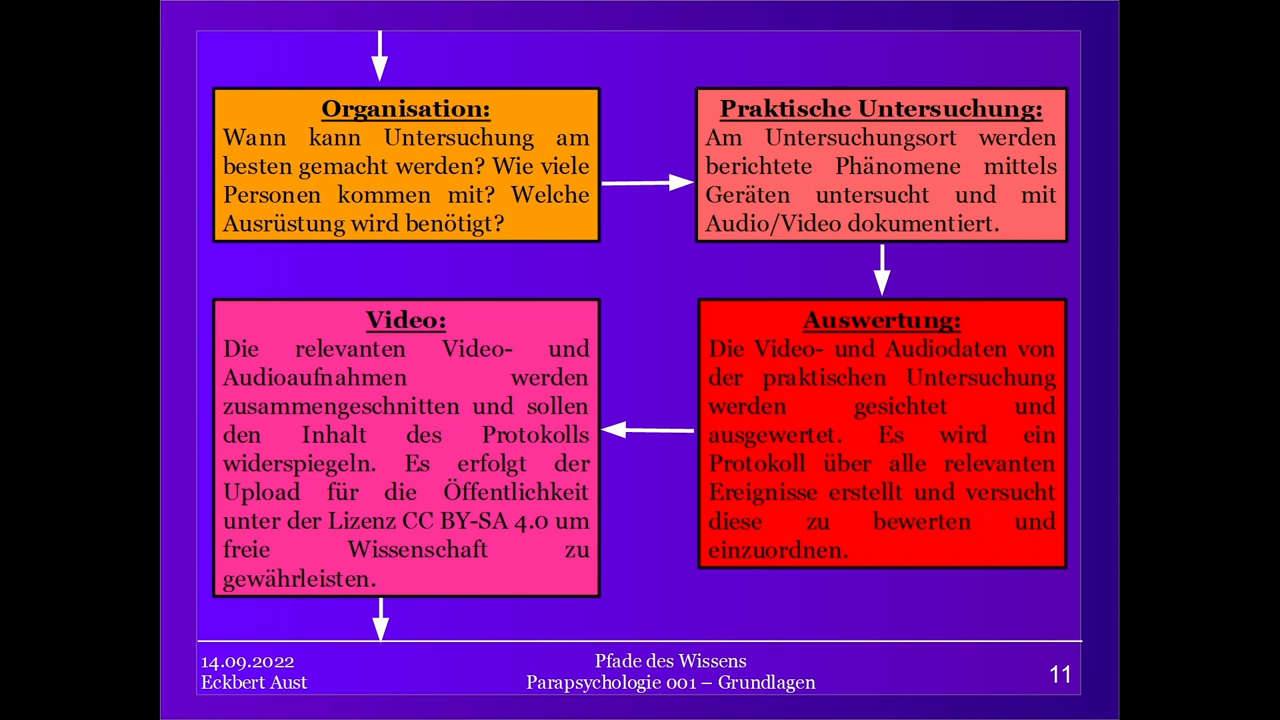 Organisation:
Wann kann Untersuchung am
besten gemacht werden? Wie viele
Personen kommen mit? Welche
Ausrüstung wird benötigt?
Praktische Untersuchung:
Am Untersuchungsort werden
berichtete Phänomene mittels
Geräten untersucht und mit
Audio/Video dokumentiert.
Auswertung:
Die Video- und Audiodaten von
der praktischen Untersuchung
werden gesichtet und
ausgewertet. Es wird ein
Protokoll über alle relevanten
Ereignisse erstellt und versucht
diese zu bewerten und
einzuordnen.
Video:
Die relevanten Video- und
Audioaufnahmen werden
zusammengeschnitten und sollen
den Inhalt des Protokolls
widerspiegeln. Es erfolgt der
Upload für die Öffentlichkeit
unter der Lizenz CC BY-SA 4.0 um
freie Wissenschaft zu
gewährleisten.
14.09.2022
Eckbert Aust
Pfade des Wissens
Parapsychologie 001 – Grundlagen
11